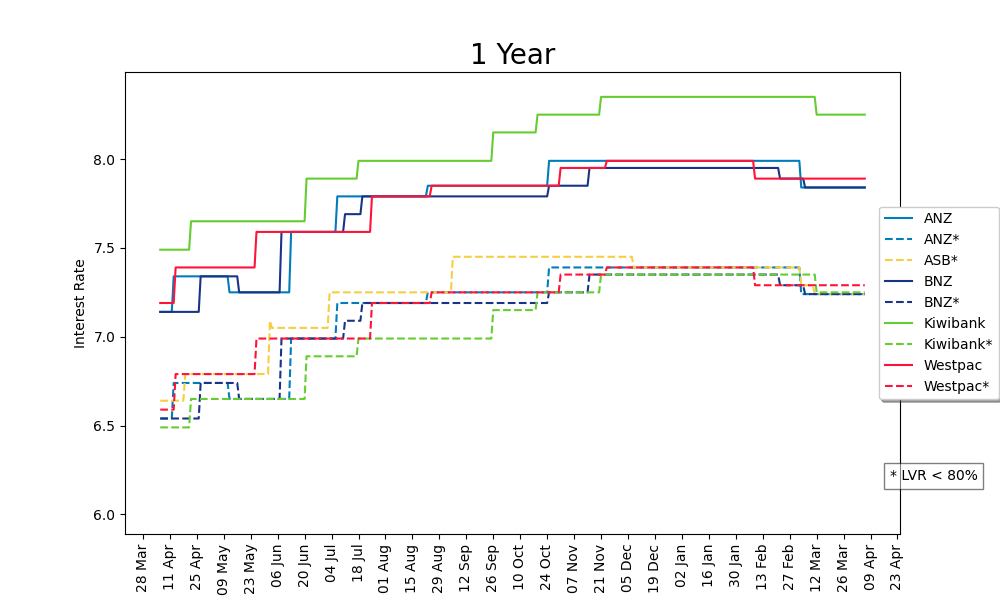 1 Year
Interest Rate
8.0
7.5
7.0
6.5
6.0
28 Mar
11 Apr
25 Apr
09 May
23 May
06 Jun
20 Jun
04 Jul
18 Jul
01 Aug
15 Aug
29 Aug
12 Sep
26 Sep
10 Oct
24 Oct
07 Nov
21 Nov
05 Dec
19 Dec
02 Jan
16 Jan
30 Jan
13 Feb
27 Feb
12 Mar
26 Mar
09 Apr
23 Apr
ANZ
ANZ*
ASB*
BNZ
BNZ*
Kiwibank
Kiwibank*
Westpac
Westpac*
* LVR < 80%